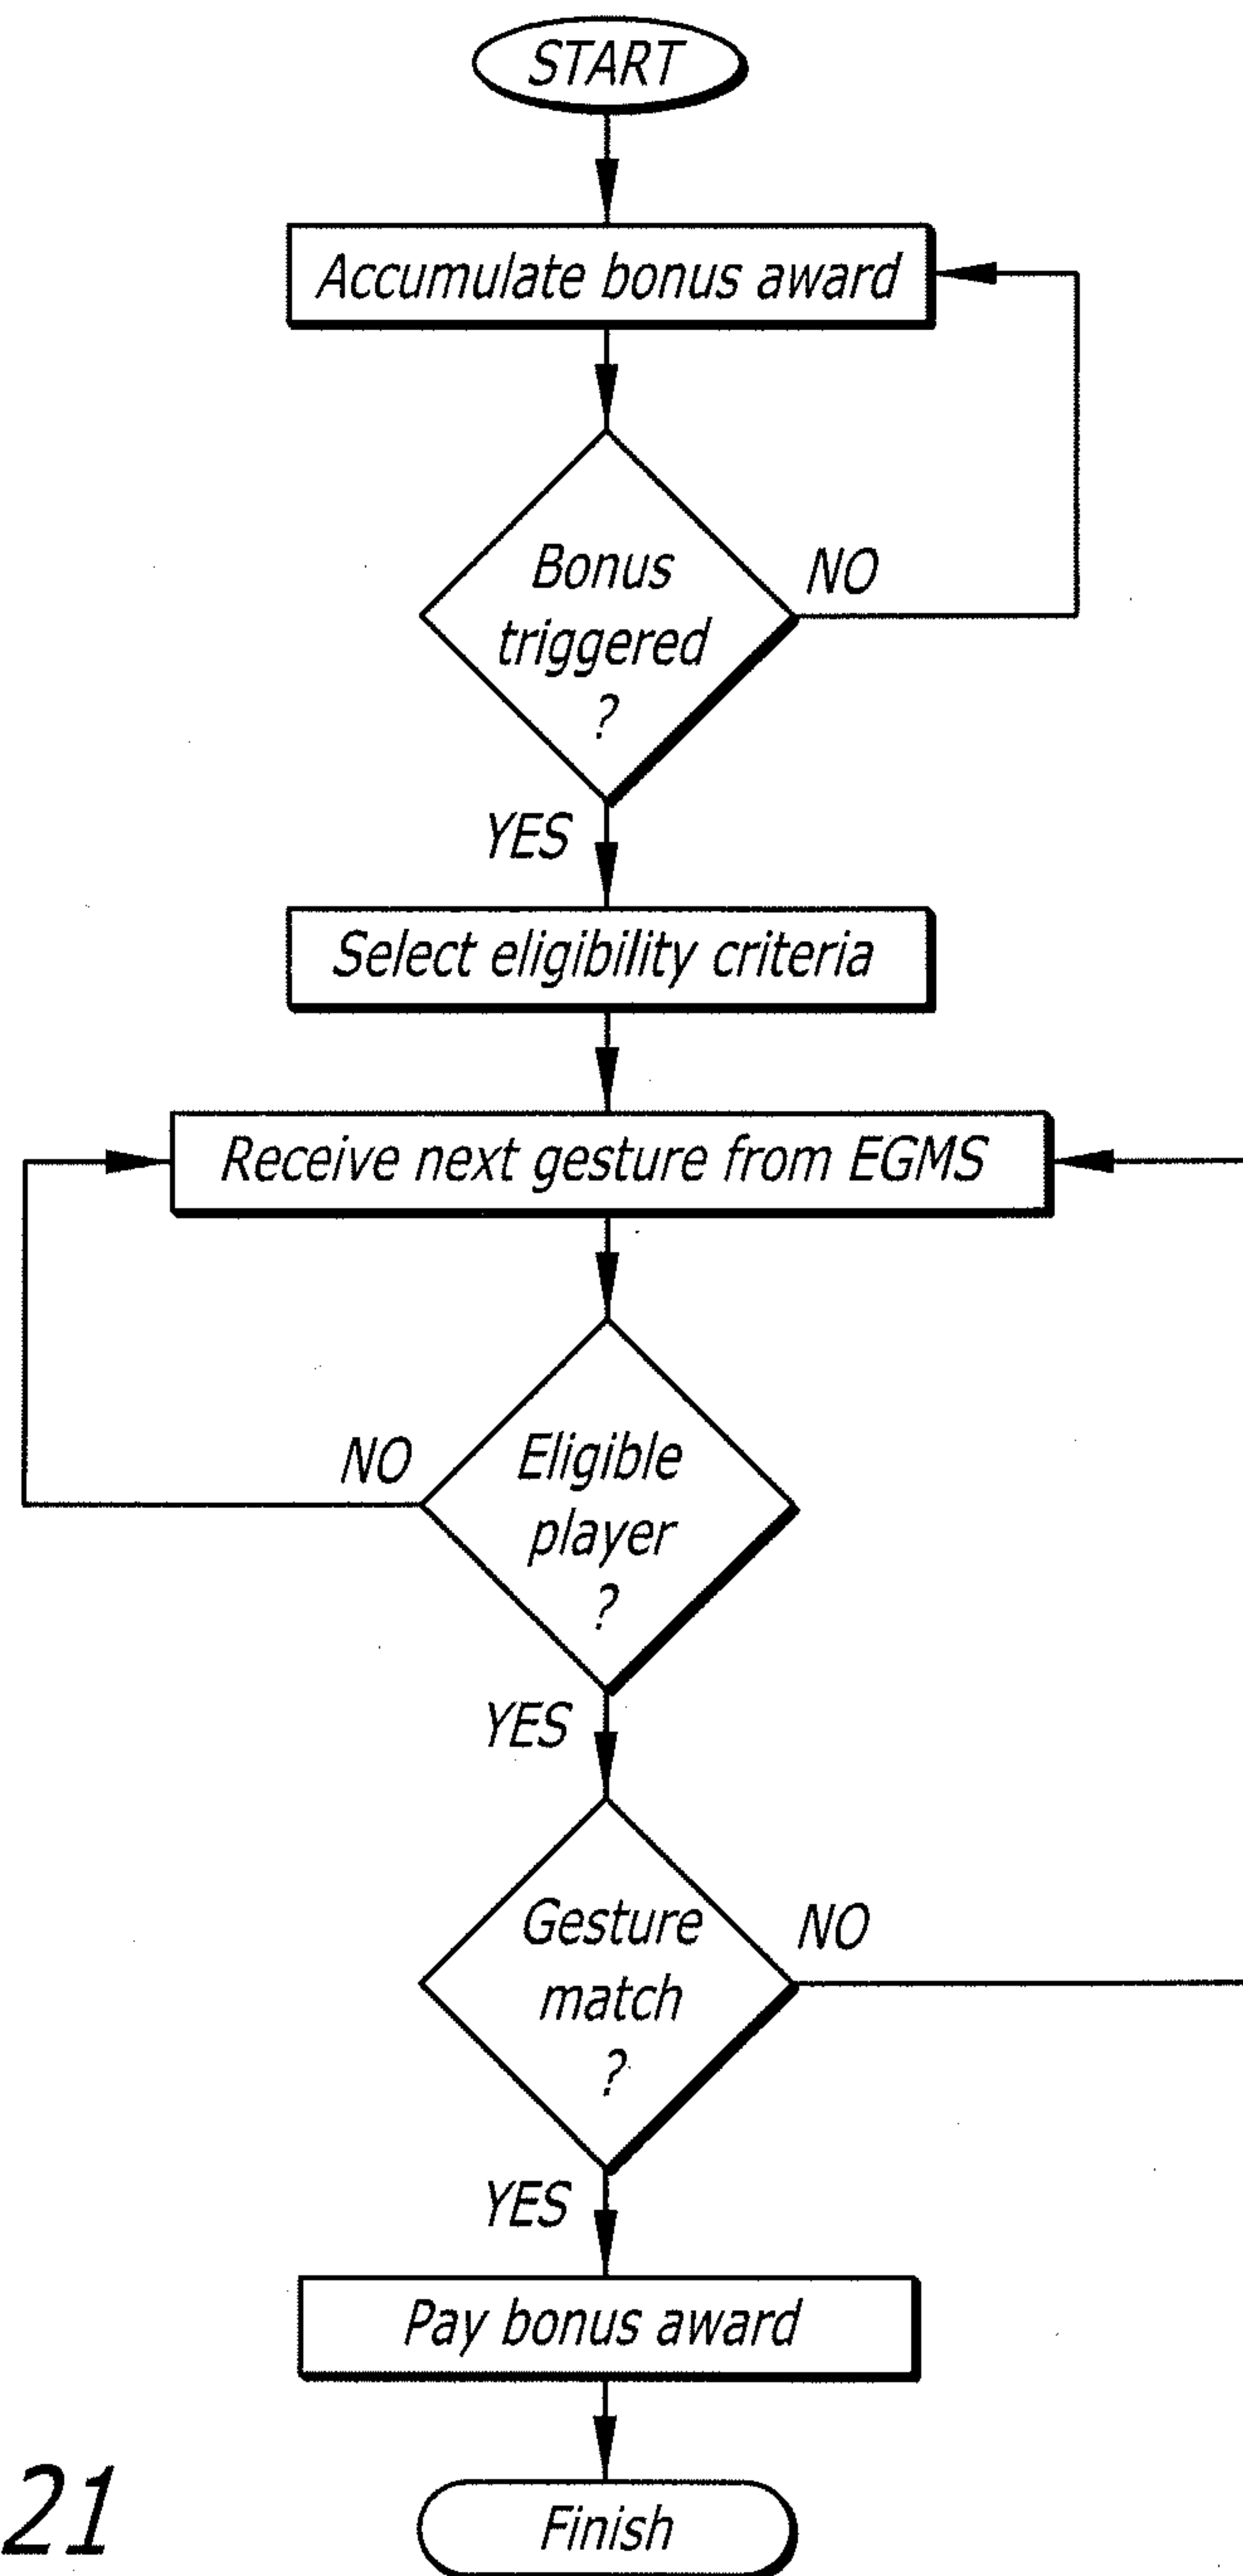 START
Accumulate bonus award
Bonus
triggered
?
NO
YES
Select eligibility criteria
Receive next gesture from EGMS
NO
Eligible
player
?
YES
Gesture
match
?
NO
YES
Pay bonus award
Finish
21